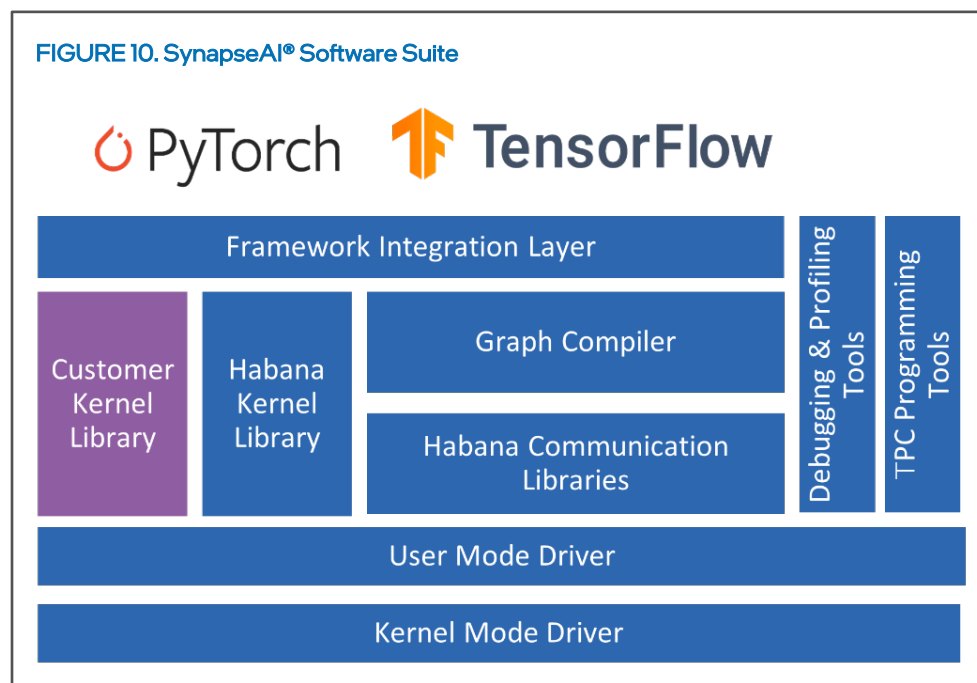 FIGURE 10. SynapseAI® Software Suite
PyTorch
TensorFlow
Framework Integration Layer
Customer
Kernel
Library
Habana
Kernel
Library
Graph Compiler
Habana Communication
Libraries
Debugging & Profiling
Tools
TPC Programming
Tools
User Mode Driver
Kernel Mode Driver